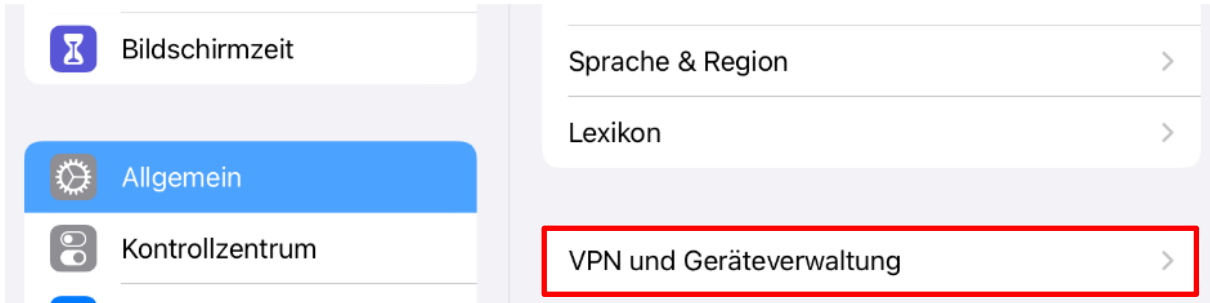 Bildschirmzeit
Allgemein
Kontrollzentrum
Sprache & Region
Lexikon
VPN und Geräteverwaltung